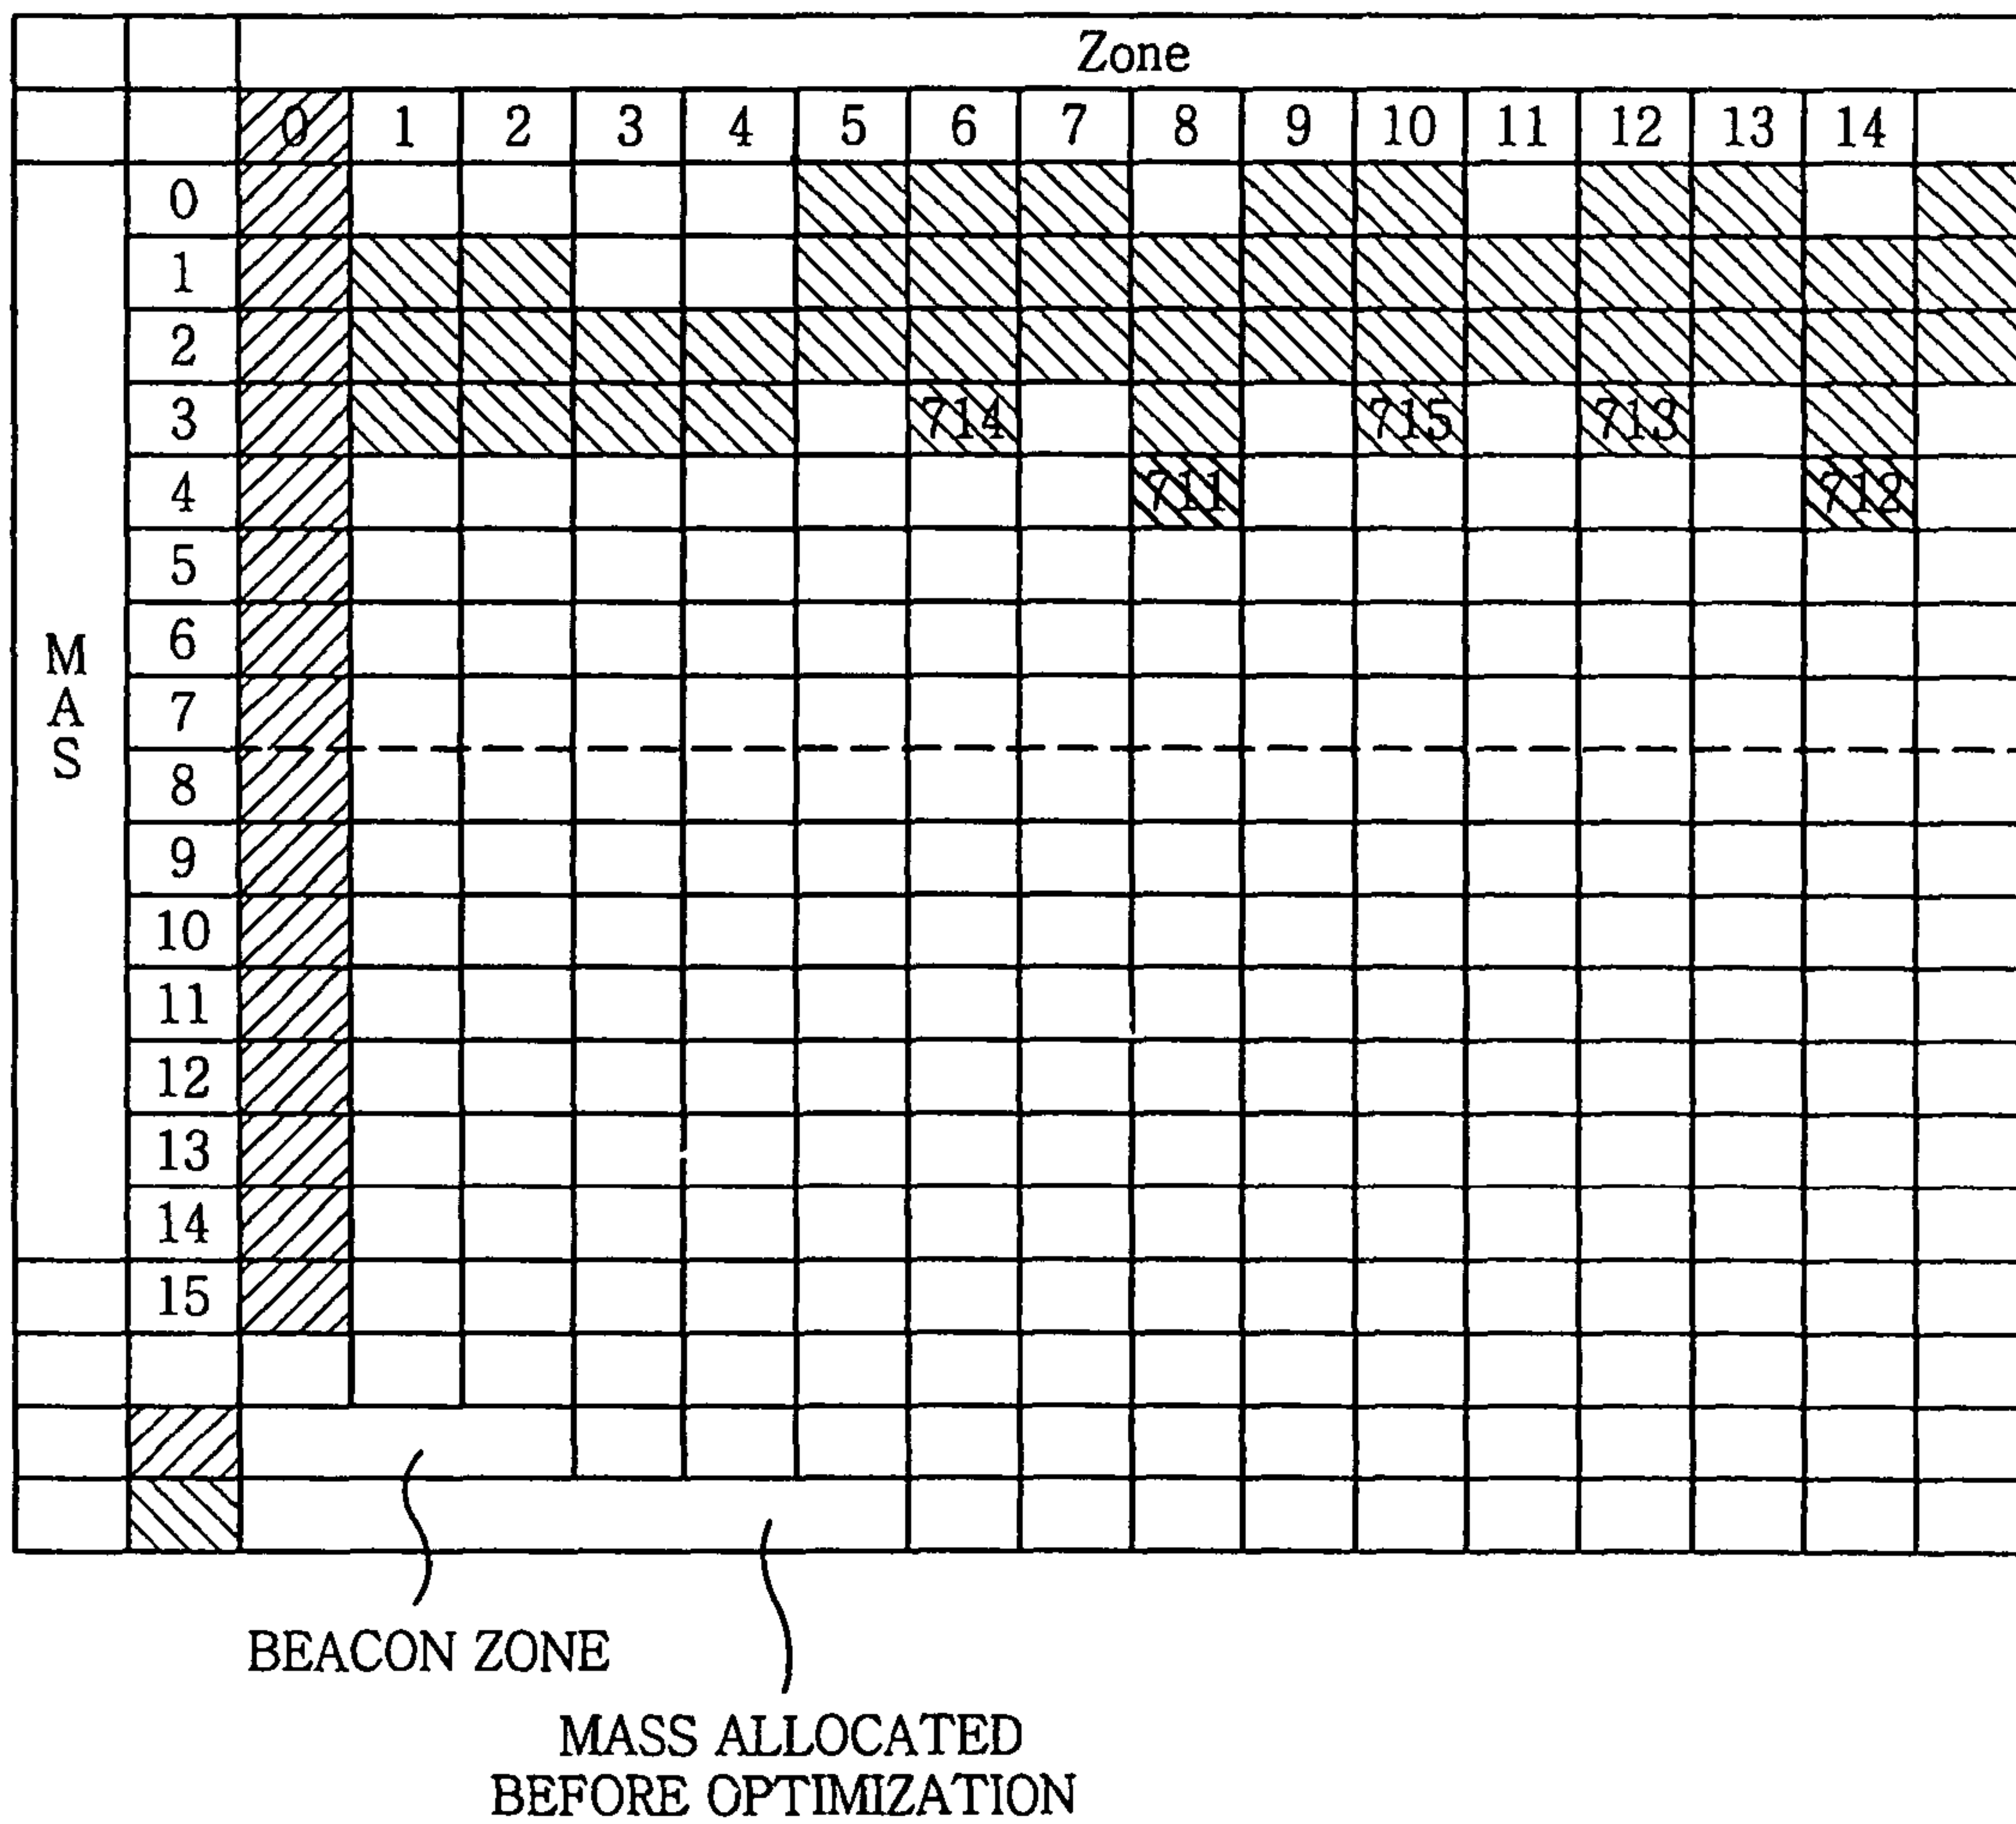 Zone
0 1 2 3 4 5 6 7 8 9 10 11 12 13 14
0
1
2
3 714 715 713
4 711 712
5
6
7
8
9
10
11
12
13
14
15
M
A
S
BEACON ZONE
MASS ALLOCATED
BEFORE OPTIMIZATION